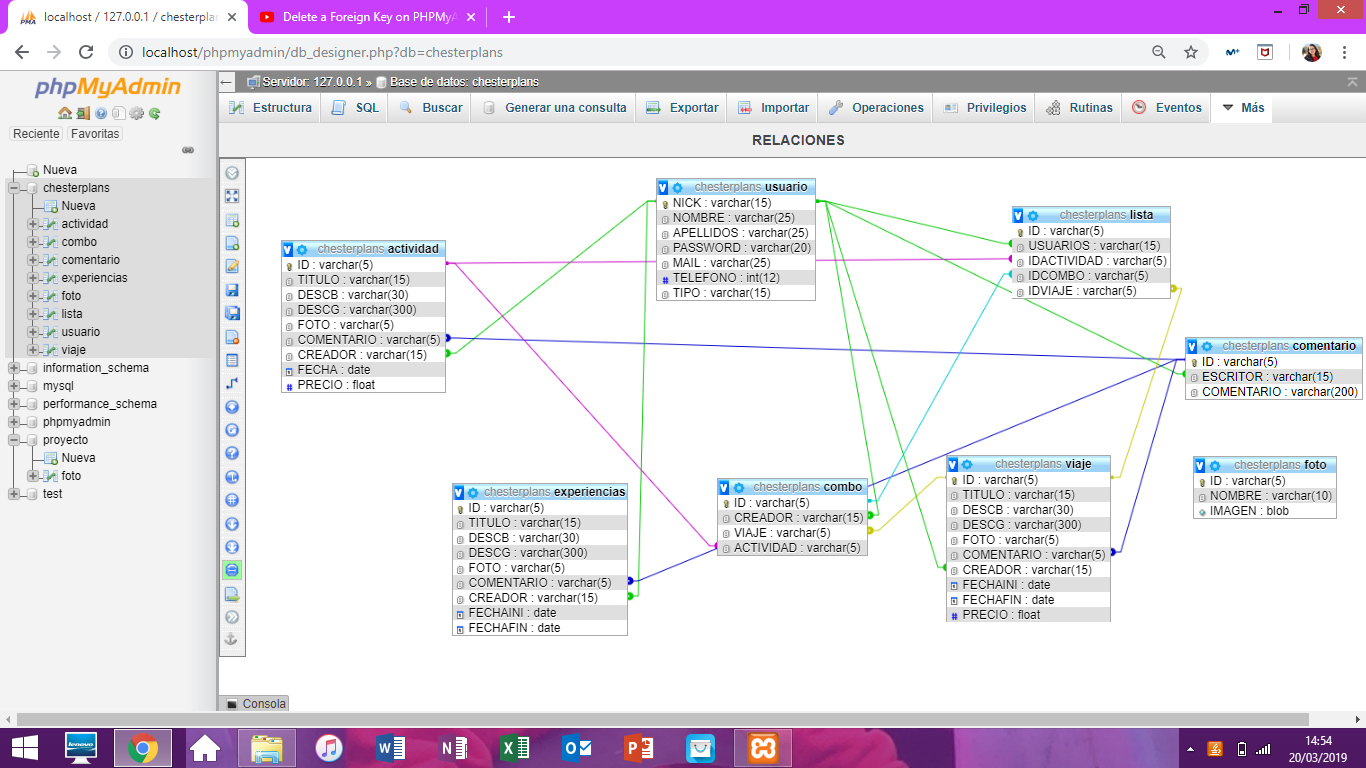 localhost / 127.0.0.1 / chesterplan
Delete a Foreign Key on PHPMyA
localhost/phpmyadmin/db_designer.php?db=chesterplans
phpMyAdmin
Reciente Favoritas
Nueva
chesterplans
Nueva
actividad
combo
comentario
experiencias
foto
lista
usuario
viaje
information_schema
mysql
performance_schema
phpmyadmin
proyecto
Nueva
foto
test
Servidor: 127.0.0.1 » Base de datos: chesterplans
Estructura SQL Buscar Generar una consulta Exportar Importar Operaciones Privilegios Rutinas Eventos Más
RELACIONES
chesterplans actividad
ID : varchar(5)
TITULO : varchar(15)
DESCB : varchar(30)
DESCG : varchar(300)
FOTO : varchar(5)
COMENTARIO : varchar(5)
CREADOR : varchar(15)
FECHA : date
PRECIO : float
chesterplans usuario
NICK : varchar(15)
NOMBRE : varchar(25)
APELLIDOS : varchar(25)
PASSWORD : varchar(20)
MAIL : varchar(25)
TELEFONO : int(12)
TIPO : varchar(15)
chesterplans lista
ID : varchar(5)
USUARIOS : varchar(15)
IDACTIVIDAD : varchar(5)
IDCOMBO : varchar(5)
IDVIAJE : varchar(5)
chesterplans comentario
ID : varchar(5)
ESCRITOR : varchar(15)
COMENTARIO : varchar(200)
chesterplans experiencias
ID : varchar(5)
TITULO : varchar(15)
DESCB : varchar(30)
DESCG : varchar(300)
FOTO : varchar(5)
COMENTARIO : varchar(5)
CREADOR : varchar(15)
FECHAINI : date
FECHAFIN : date
chesterplans combo
ID : varchar(5)
CREADOR : varchar(15)
VIAJE : varchar(5)
ACTIVIDAD : varchar(5)
chesterplans viaje
ID : varchar(5)
TITULO : varchar(15)
DESCB : varchar(30)
DESCG : varchar(300)
FOTO : varchar(5)
COMENTARIO : varchar(5)
CREADOR : varchar(15)
FECHAINI : date
FECHAFIN : date
PRECIO : float
chesterplans foto
ID : varchar(5)
NOMBRE : varchar(10)
IMAGEN : blob
Consola
14:54
20/03/2019